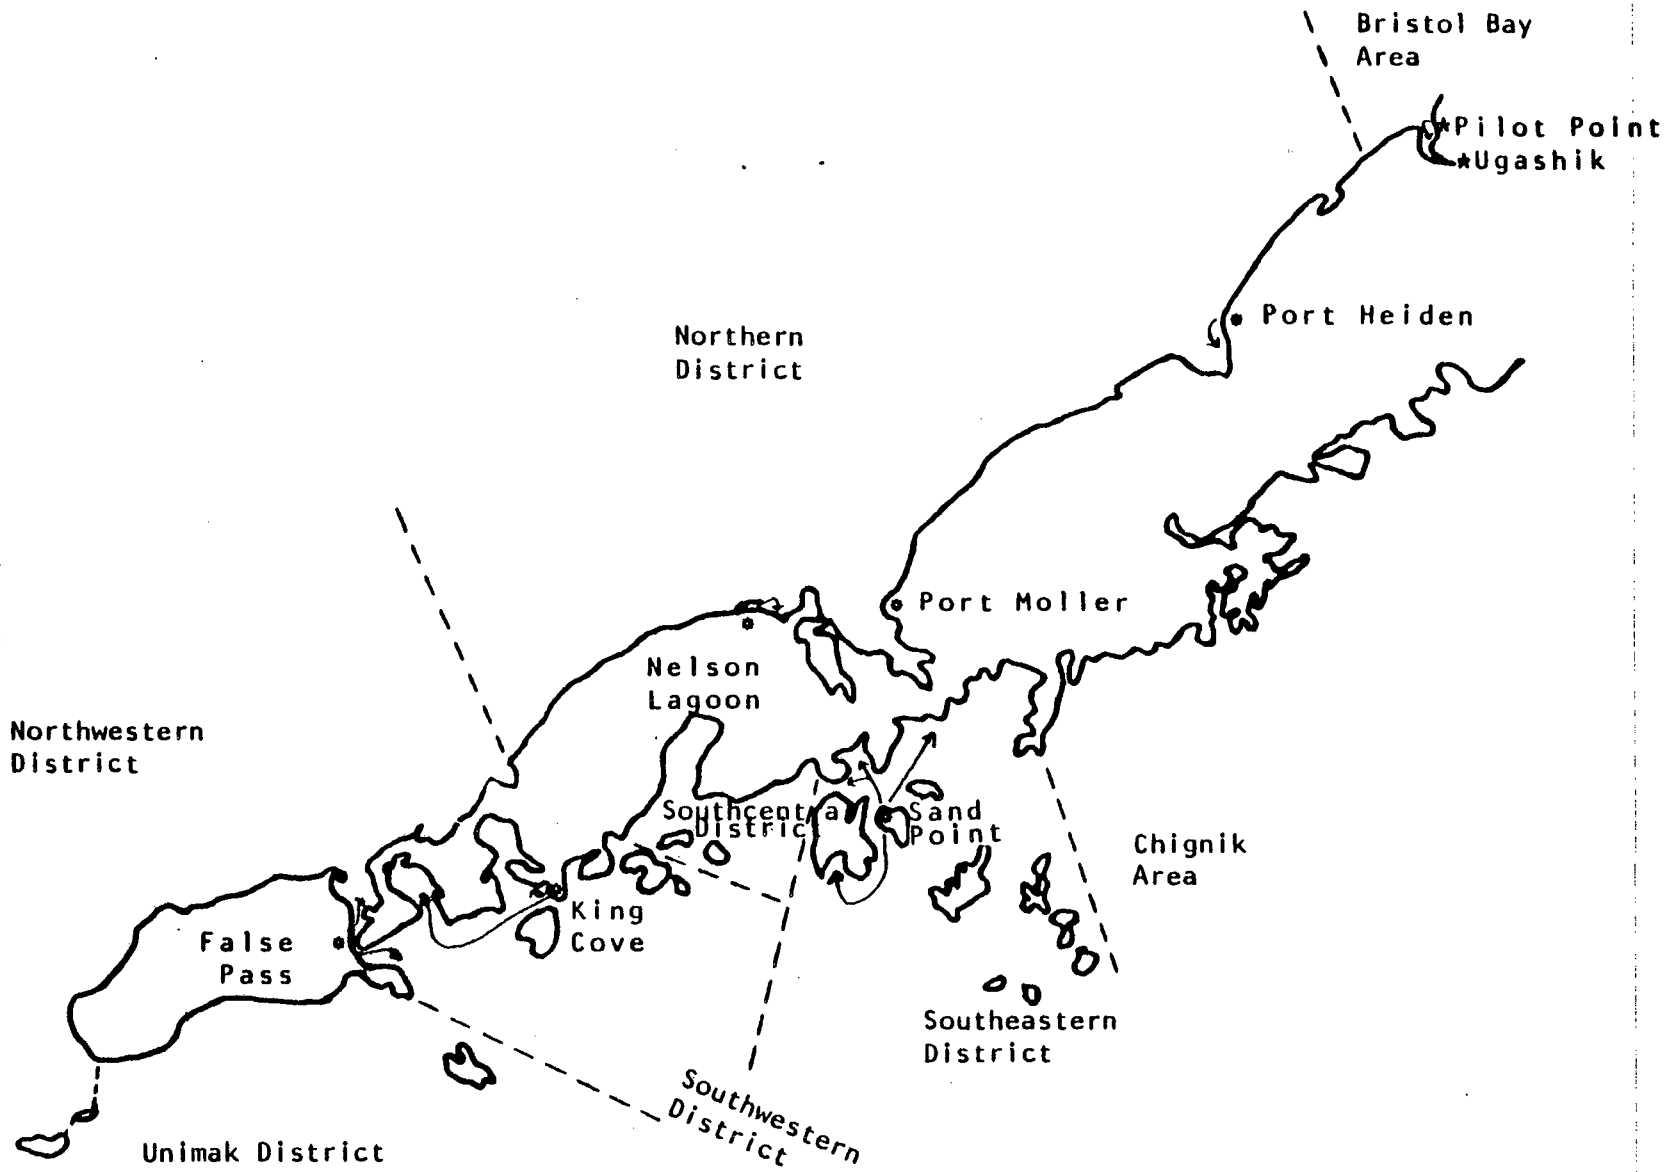 Bristol Bay
Area
*Pilot Point
*Ugashik
Port Heiden
Northern
District
Port Moller
Nelson
Lagoon
Northwestern
District
Southcentral
District
Sand
Point
Chignik
Area
King
Cove
False
Pass
Southeastern
District
Southwestern
District
Unimak District